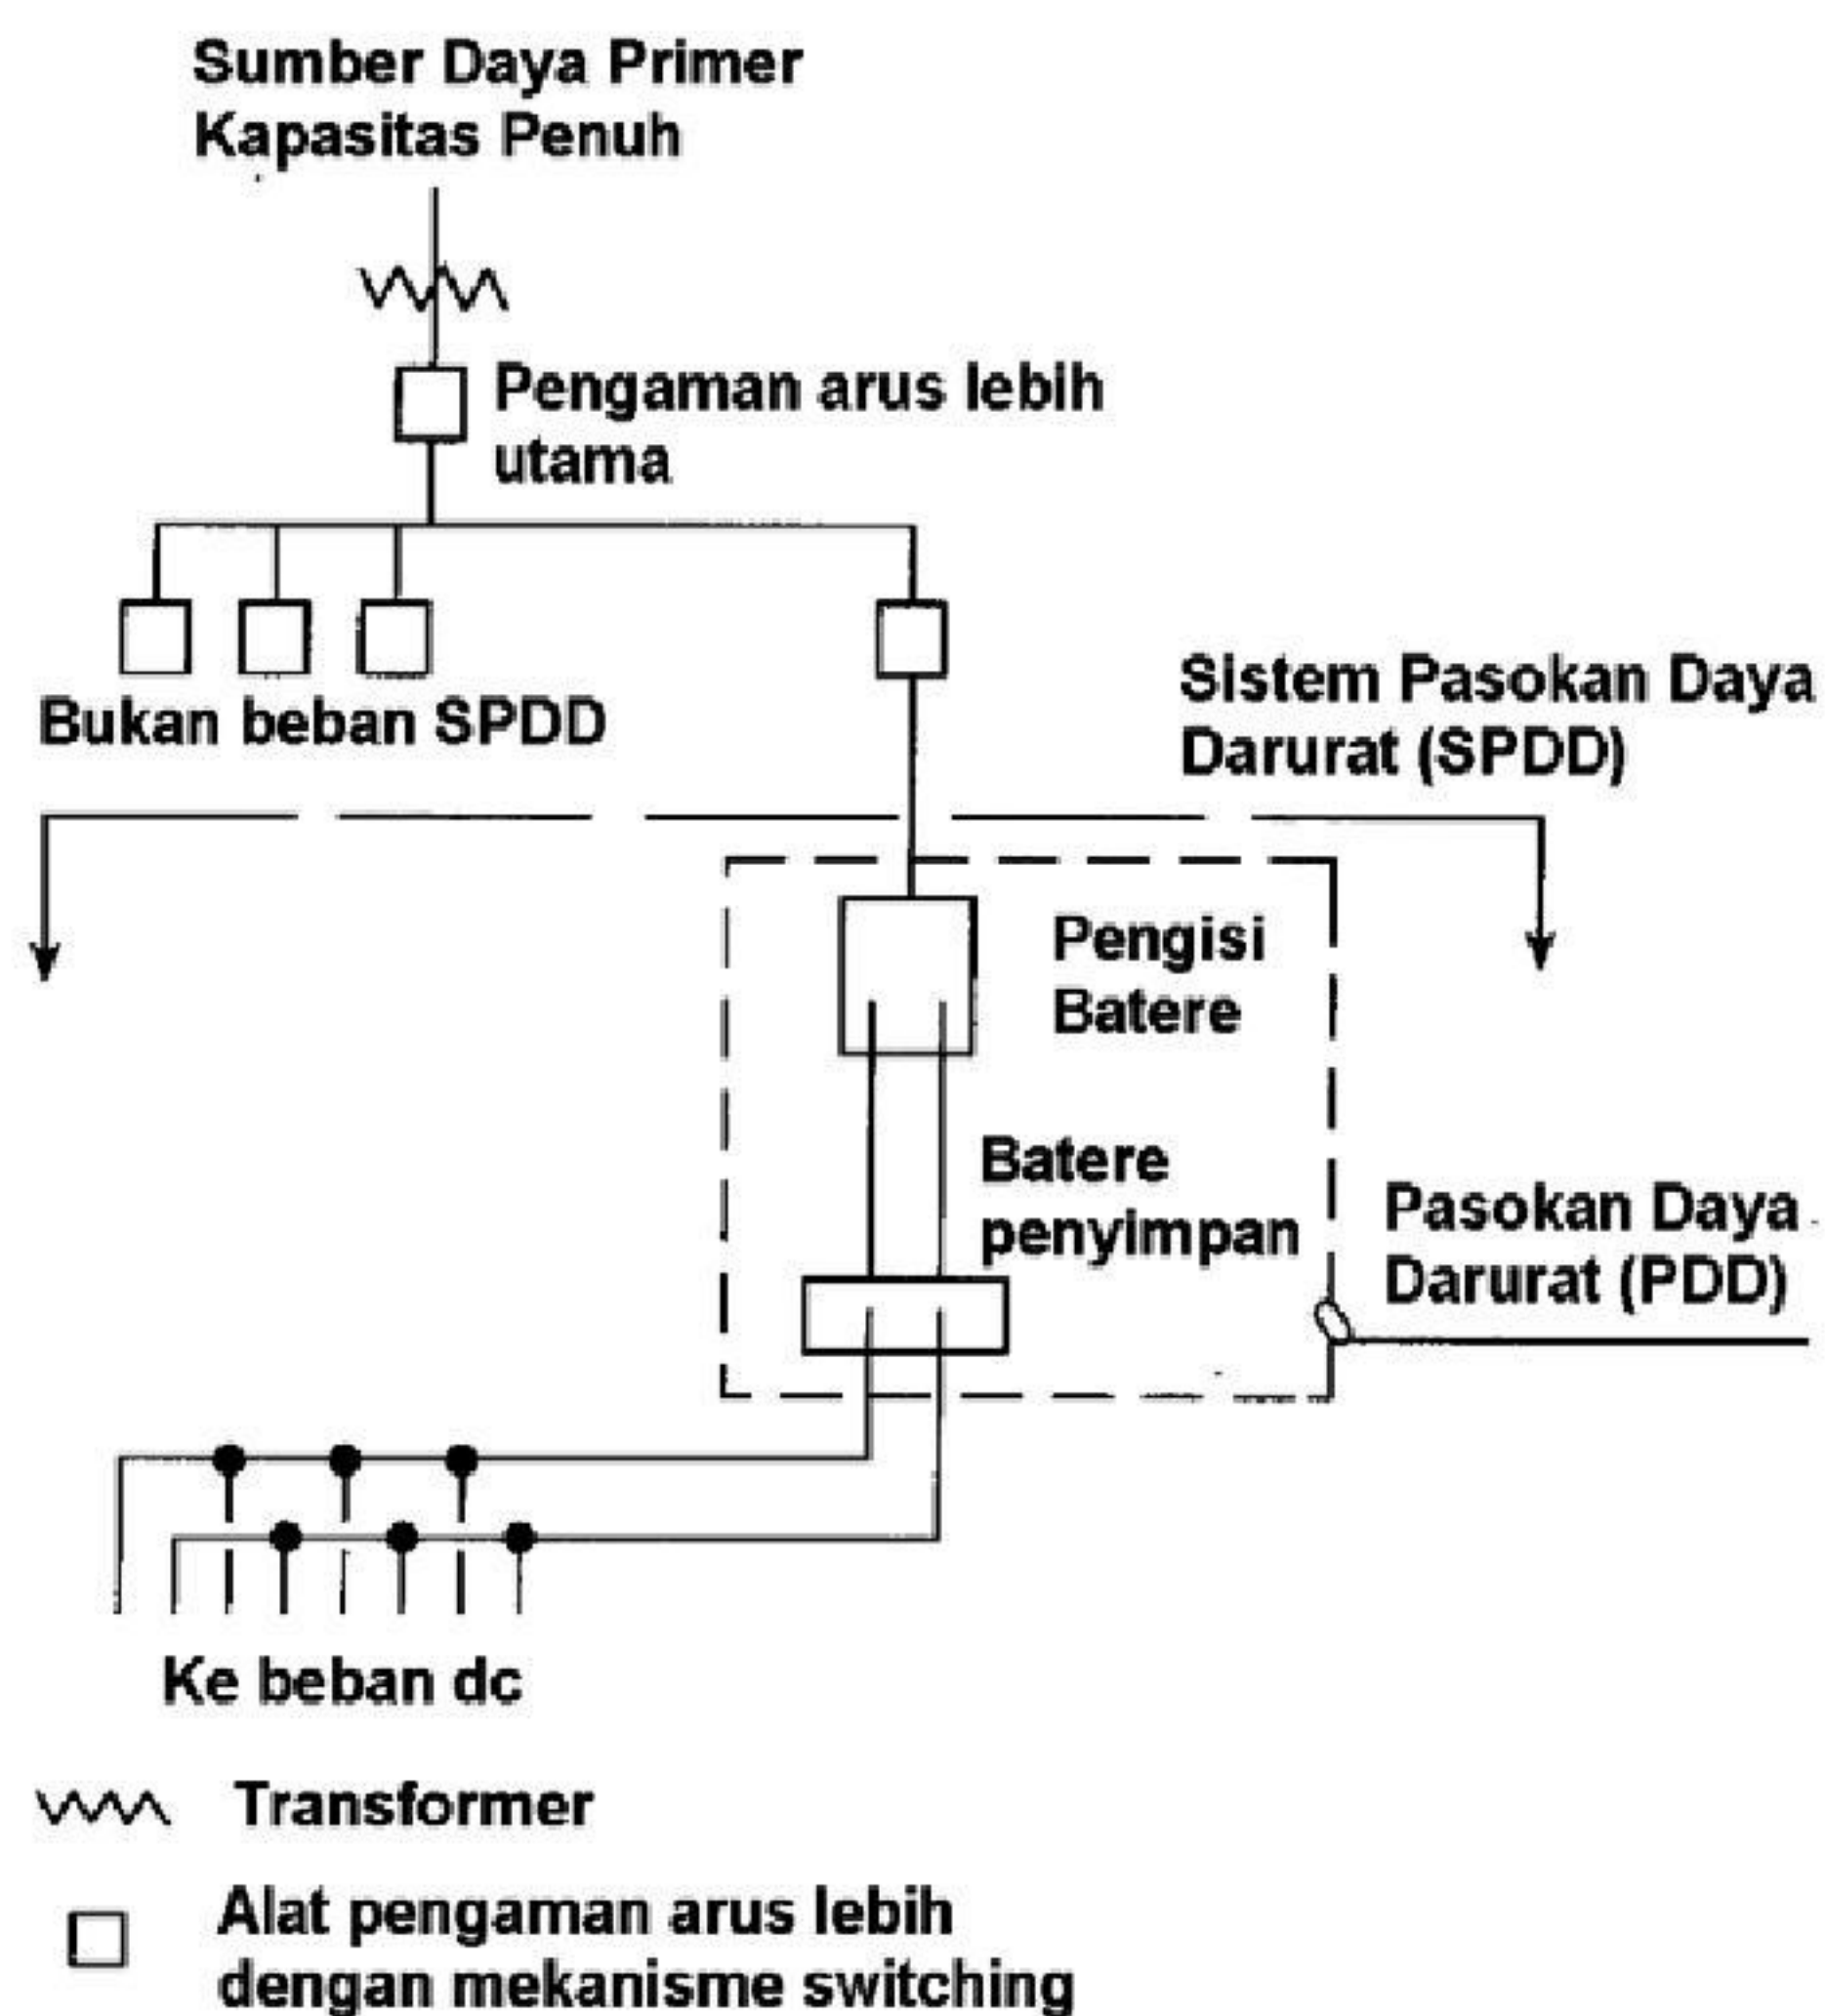 Sumber Daya Primer
Kapasitas Penuh
Pengaman arus lebih
utama
Bukan beban SPDD
Sistem Pasokan Daya
Darurat (SPDD)
Pengisi
Batere
Batere
penyimpan
Pasokan Daya
Darurat (PDD)
Ke beban dc
Transformer
Alat pengaman arus lebih
dengan mekanisme switching